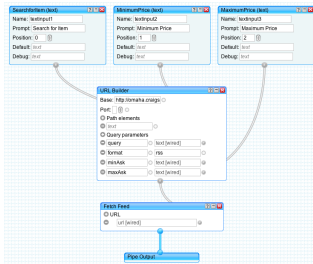 SearchforItem (text)
Name: textinput1
Prompt: Search for item
Position: 0
Default: text
Debug: text
MinimumPrice (text)
Name: textinput2
Prompt: Minimum Price
Position: 1
Default: text
Debug: text
MaximumPrice (text)
Name: textinput3
Prompt: Maximum Price
Position: 2
Default: text
Debug: text
URL Builder
Base: http://omaha.craigs
Port:
Path elements
text
Query parameters
query text [wired]
format rss
minAsk text [wired]
maxAsk text [wired]
Fetch Feed
URL
url [wired]
Pipe Output